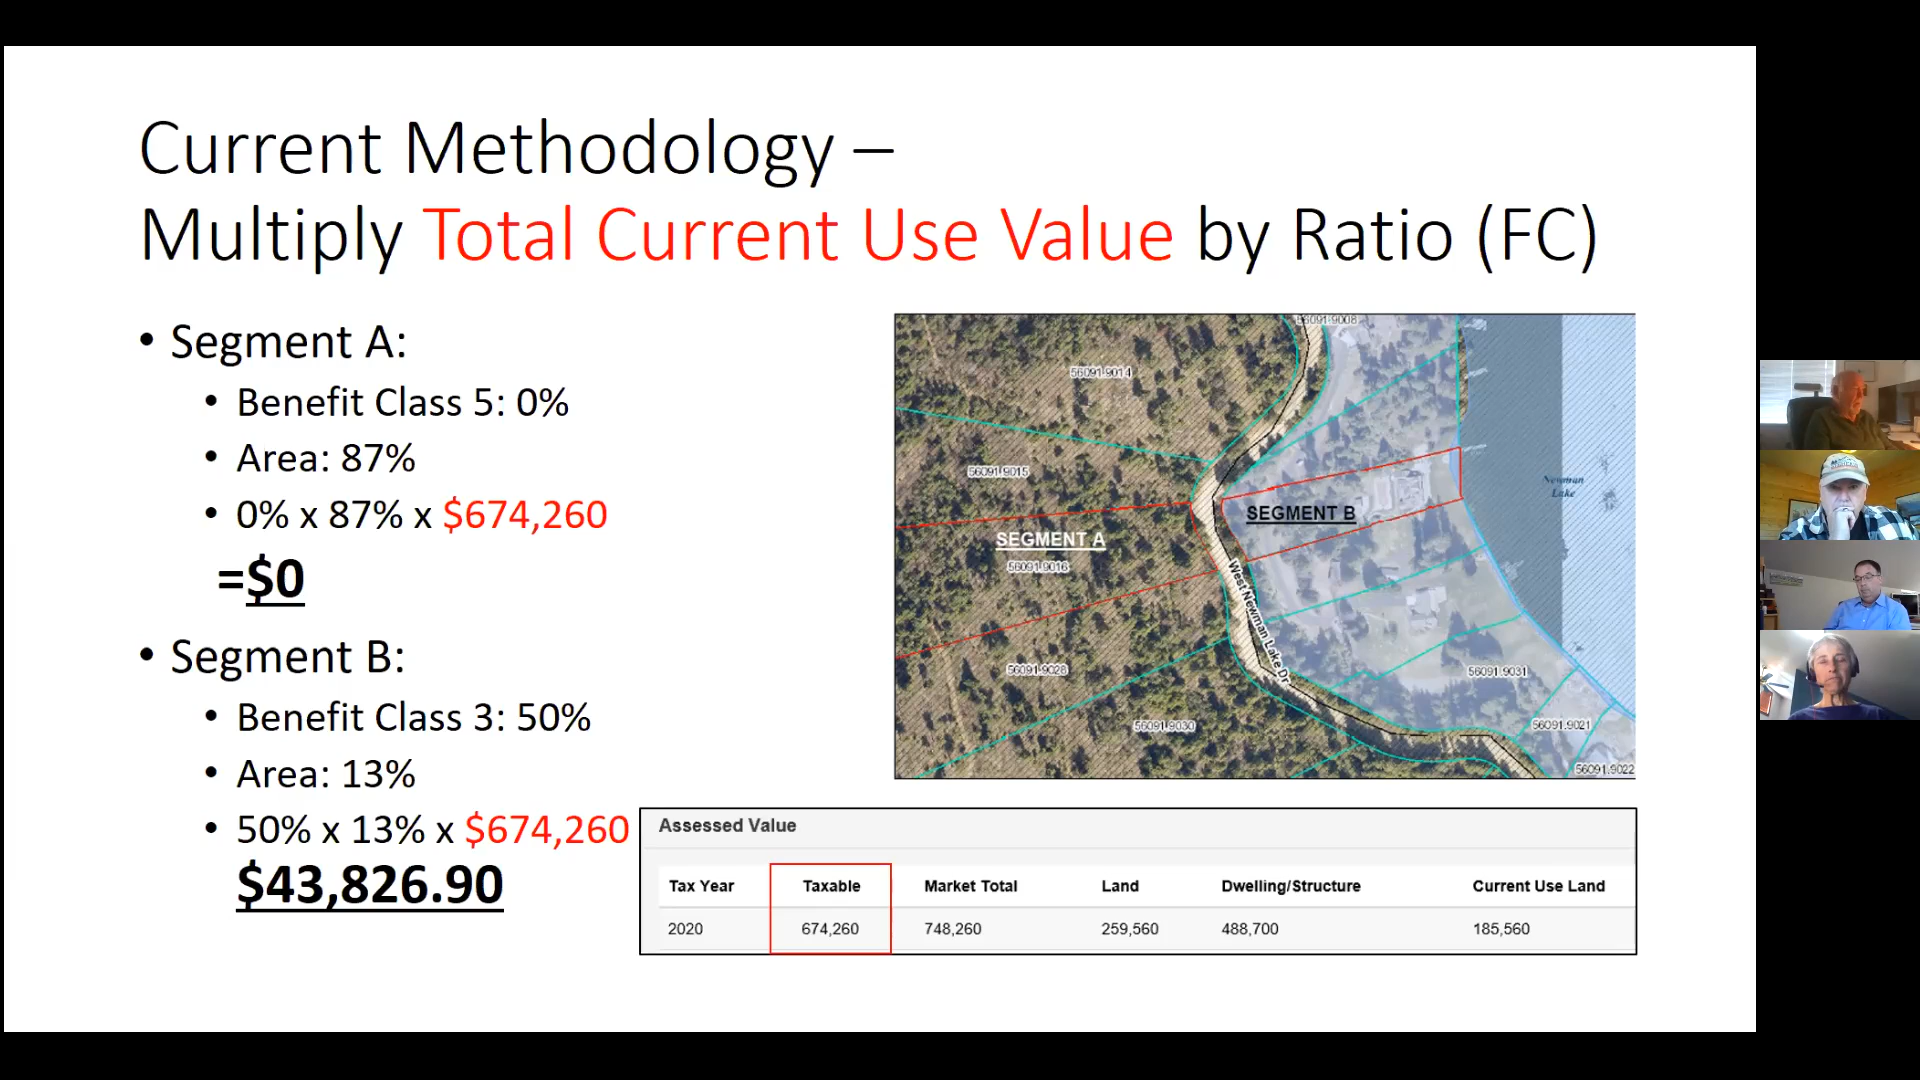 Current Methodology –
Multiply Total Current Use Value by Ratio (FC)
• Segment A:
• Benefit Class 5: 0%
• Area: 87%
• 0% x 87% x $674,260
=$0
• Segment B:
• Benefit Class 3: 50%
• Area: 13%
• 50% x 13% x $674,260
$43,826.90
56091.9008
56091.9014
56091.9015
SEGMENT A
56091.9016
SEGMENT B
Newman
Lake
West Newman Lake Dr
56091.9028
56091.9030
56091.9031
56091.9021
56091.9022
Assessed Value
Tax Year Taxable Market Total Land Dwelling/Structure Current Use Land
2020 674,260 748,260 259,560 488,700 185,560